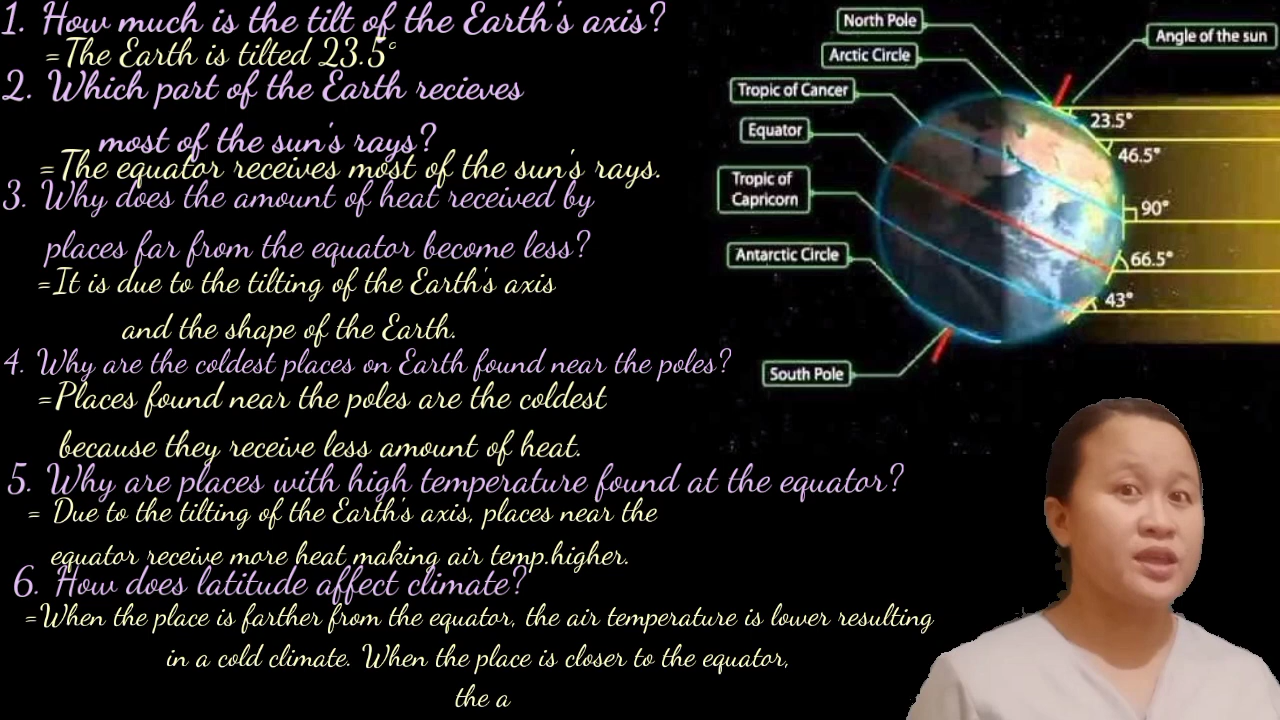 1. How much is the tilt of the Earth's axis?
=The Earth is tilted 23.5°
2. Which part of the Earth recieves
most of the sun's rays?
=The equator receives most of the sun's rays.
3. Why does the amount of heat received by
places far from the equator become less?
=It is due to the tilting of the Earth's axis
and the shape of the Earth.
4. Why are the coldest places on Earth found near the poles?
=Places found near the poles are the coldest
because they receive less amount of heat.
5. Why are places with high temperature found at the equator?
= Due to the tilting of the Earth's axis, places near the
equator receive more heat making air temp.higher.
6. How does latitude affect climate?
=When the place is farther from the equator, the air temperature is lower resulting
in a cold climate. When the place is closer to the equator,
the a
North Pole
Angle of the sun
Arctic Circle
Tropic of Cancer
Equator
Tropic of
Capricorn
Antarctic Circle
South Pole
23.5°
46.5°
90°
66.5°
43°